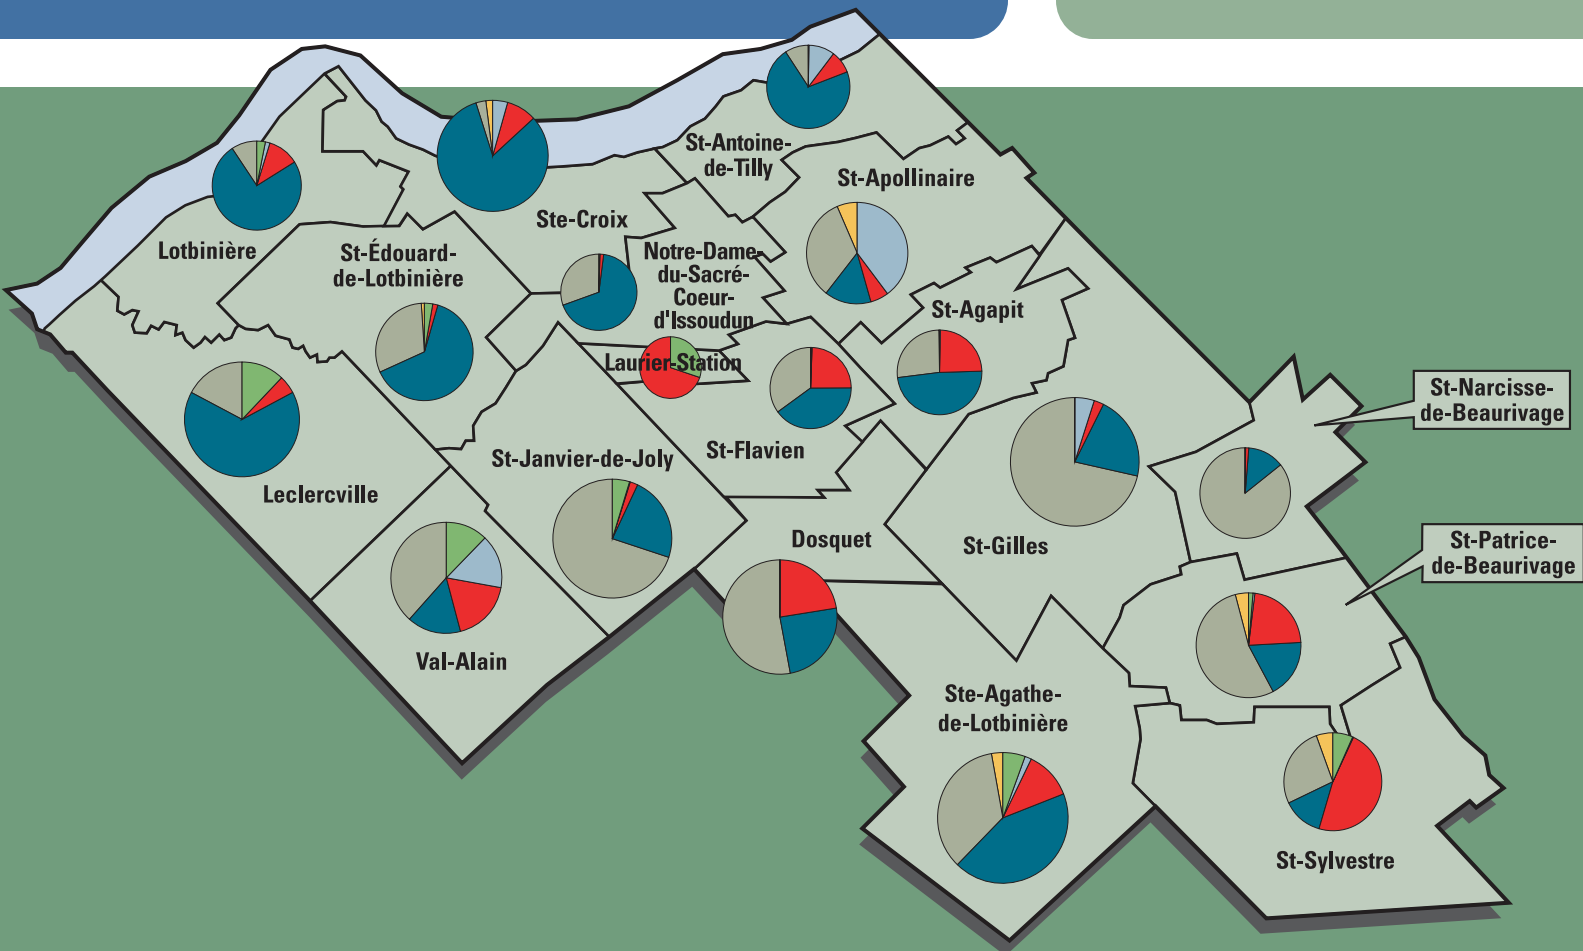 St-Antoine-
de-Tilly
St-Apollinaire
Ste-Croix
Lotbinière
St-Édouard-
de-Lotbinière
Notre-Dame-
du-Sacré-
Coeur-
d'Issoudun
St-Agapit
Laurier-Station
St-Narcisse-
de-Beaurivage
St-Flavien
St-Janvier-de-Joly
Leclercville
Dosquet
St-Gilles
St-Patrice-
de-Beaurivage
Val-Alain
Ste-Agathe-
de-Lotbinière
St-Sylvestre